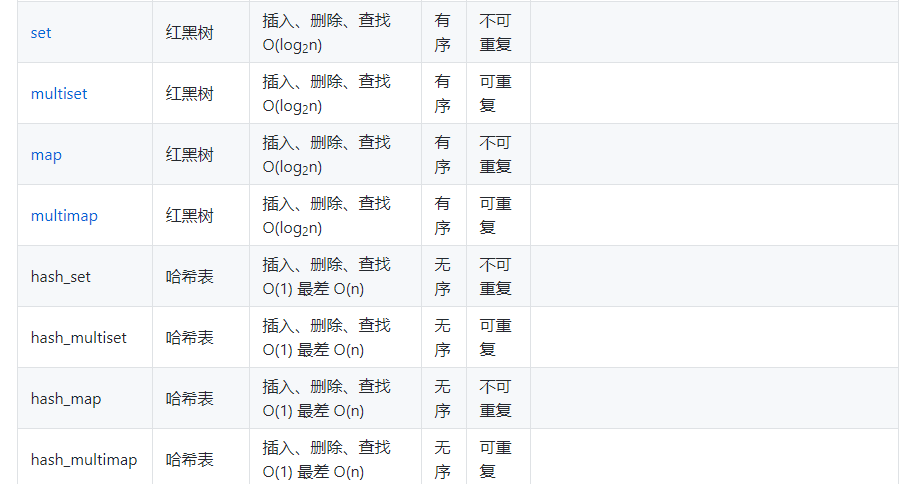 set 红黑树 插入、删除、查找 O(log₂n) 有序 不可重复
multiset 红黑树 插入、删除、查找 O(log₂n) 有序 可重复
map 红黑树 插入、删除、查找 O(log₂n) 有序 不可重复
multimap 红黑树 插入、删除、查找 O(log₂n) 有序 可重复
hash_set 哈希表 插入、删除、查找 O(1) 最差 O(n) 无序 不可重复
hash_multiset 哈希表 插入、删除、查找 O(1) 最差 O(n) 无序 可重复
hash_map 哈希表 插入、删除、查找 O(1) 最差 O(n) 无序 不可重复
hash_multimap 哈希表 插入、删除、查找 O(1) 最差 O(n) 无序 可重复